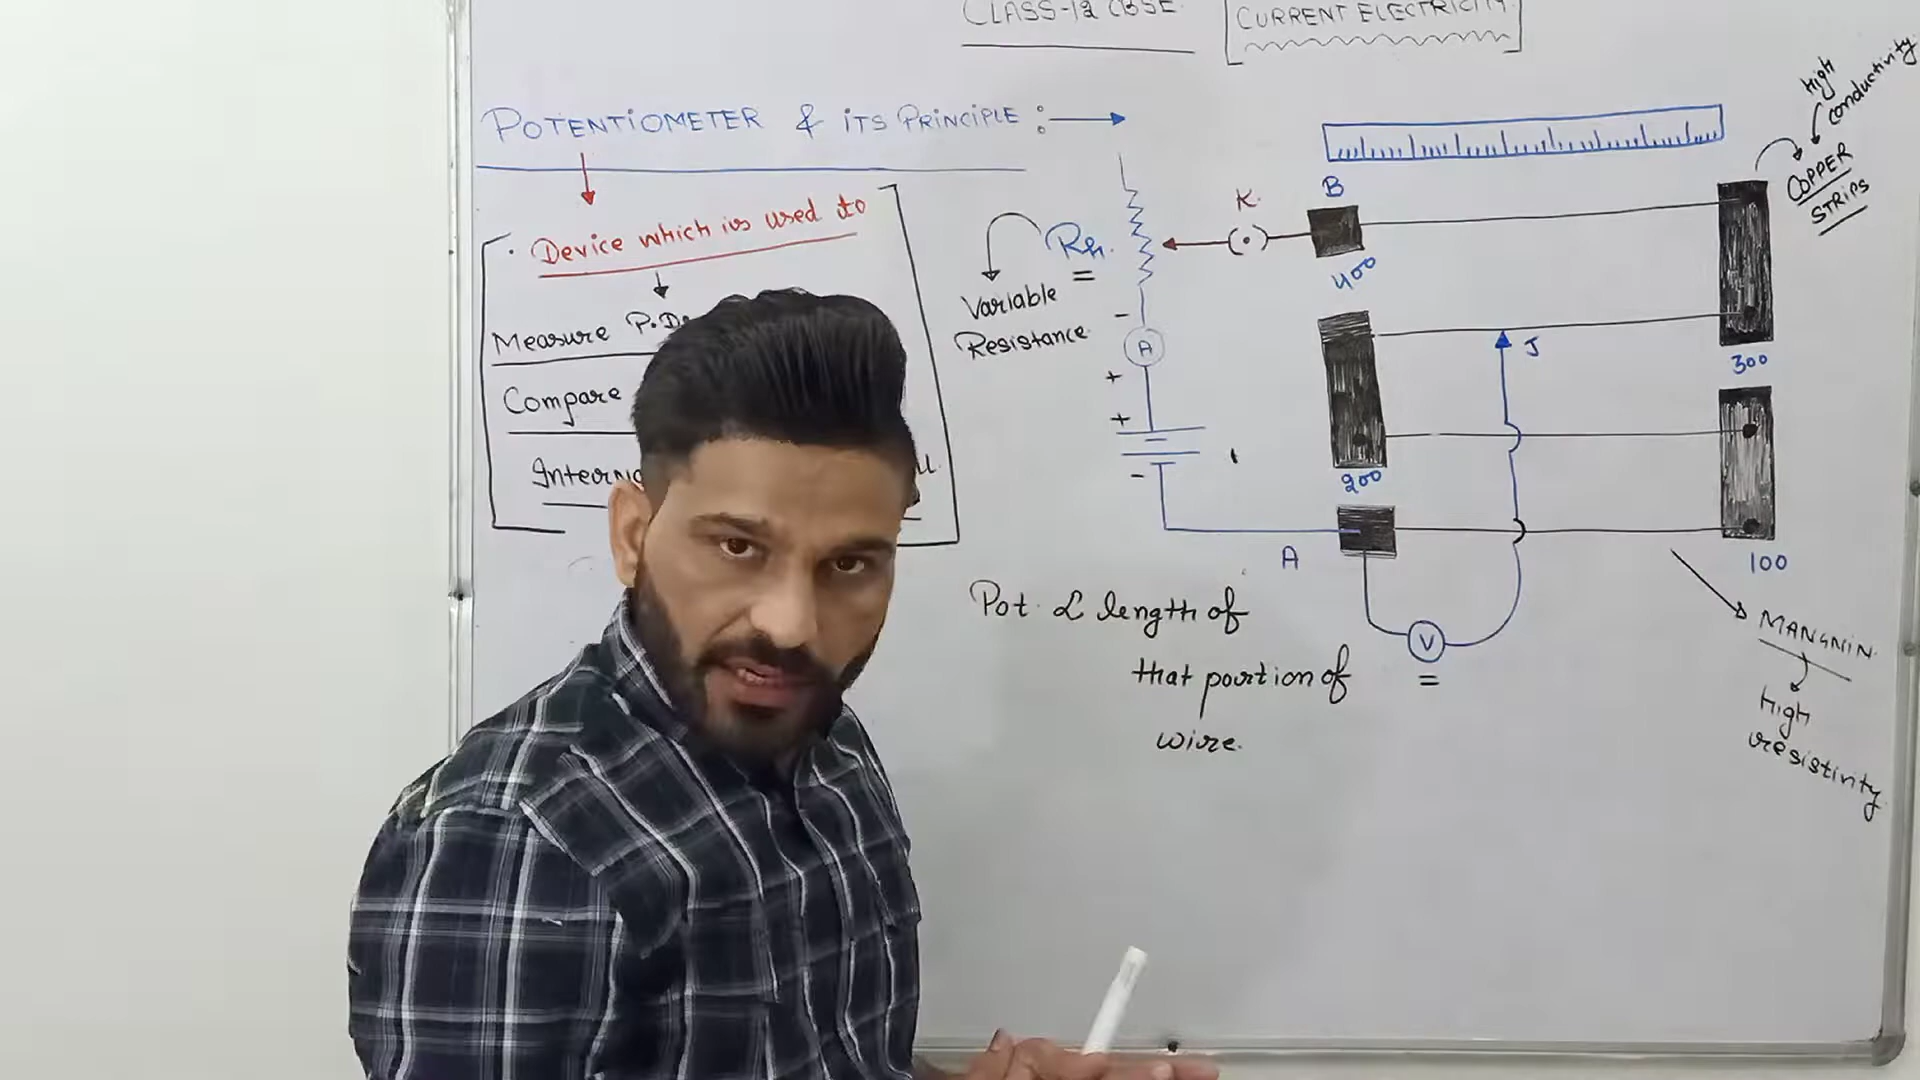 CLASS-12 CBSE
CURRENT ELECTRICITY
POTENTIOMETER & ITS PRINCIPLE :
Device which is used to
Measure P.D
Compare
Variable
Resistance
Rh.
=
K.
B
400
A
-
+
+
-
J
300
200
A
100
V
=
High
conductivity
COPPER
STRIPS
MANGNIN
High
resistivity
Pot. ∝ length of
that portion of
wire.